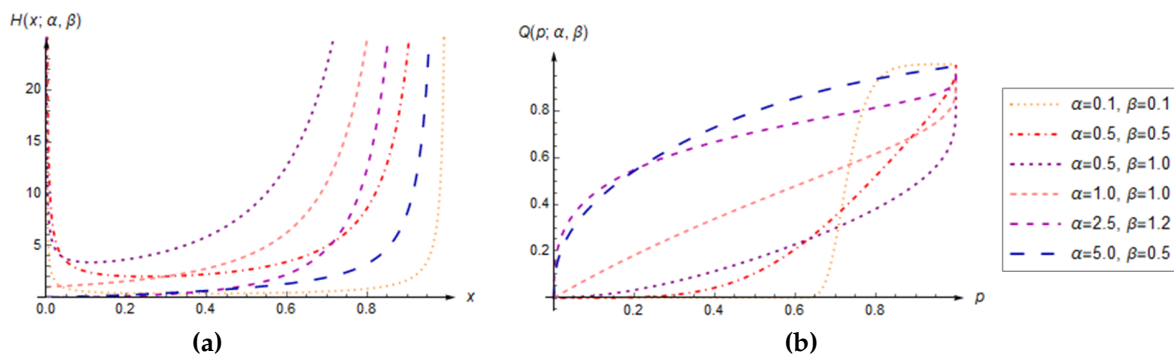 H(x; α, β)
20
15
10
5
0.0 0.2 0.4 0.6 0.8 x
(a)
Q(p; α, β)
0.8
0.6
0.4
0.2
0.2 0.4 0.6 0.8 p
(b)
α=0.1, β=0.1
α=0.5, β=0.5
α=0.5, β=1.0
α=1.0, β=1.0
α=2.5, β=1.2
α=5.0, β=0.5